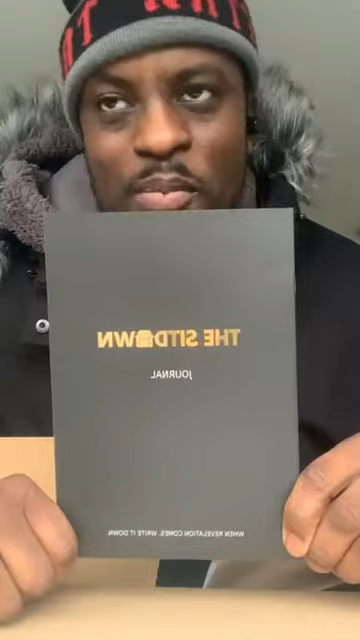 THE SITDOWN
JOURNAL
WHEN REVELATION COMES, WRITE IT DOWN.